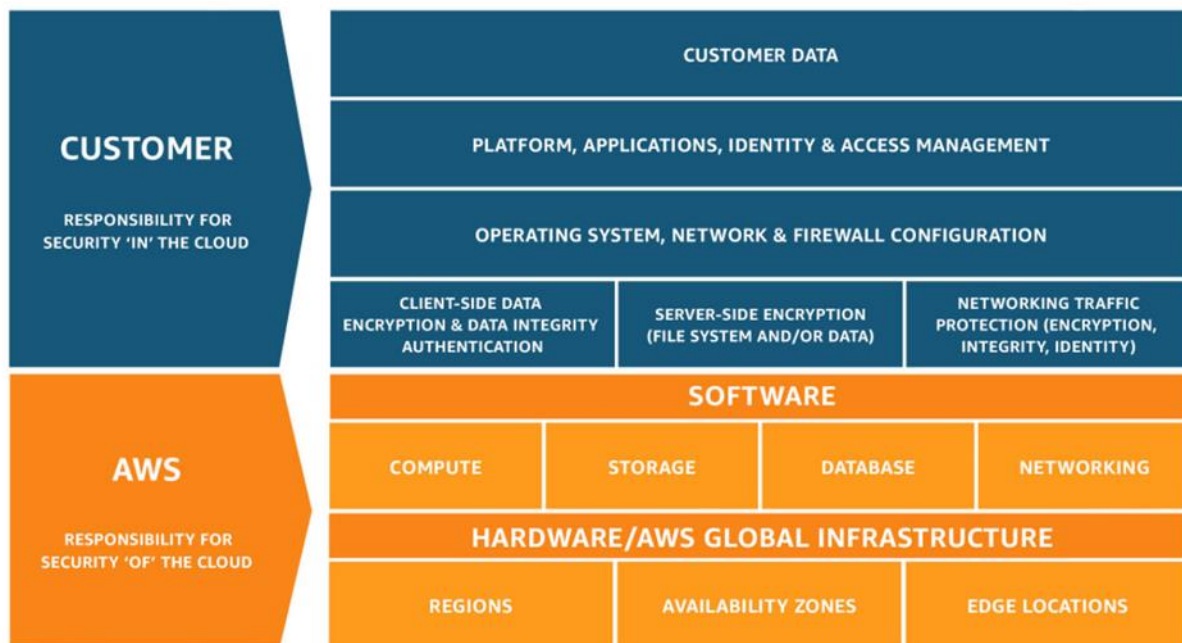 CUSTOMER
RESPONSIBILITY FOR
SECURITY ‘IN’ THE CLOUD
CUSTOMER DATA
PLATFORM, APPLICATIONS, IDENTITY & ACCESS MANAGEMENT
OPERATING SYSTEM, NETWORK & FIREWALL CONFIGURATION
CLIENT-SIDE DATA
ENCRYPTION & DATA INTEGRITY
AUTHENTICATION
SERVER-SIDE ENCRYPTION
(FILE SYSTEM AND/OR DATA)
NETWORKING TRAFFIC
PROTECTION (ENCRYPTION,
INTEGRITY, IDENTITY)
AWS
RESPONSIBILITY FOR
SECURITY ‘OF’ THE CLOUD
SOFTWARE
COMPUTE
STORAGE
DATABASE
NETWORKING
HARDWARE/AWS GLOBAL INFRASTRUCTURE
REGIONS
AVAILABILITY ZONES
EDGE LOCATIONS